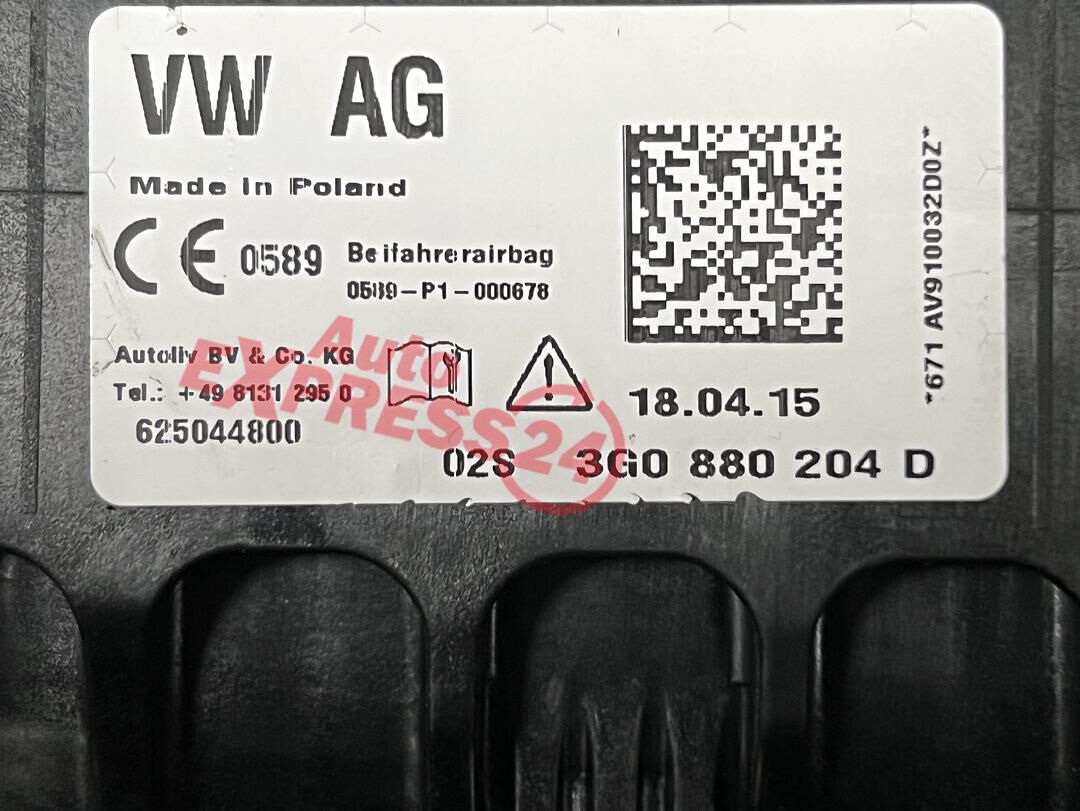 VW AG
Made in Poland
CE 0589
Beifahrerairbag
0589-P1-000678
Autoliv BV & Co. KG
Tel.: +49 8131 295 0
625044800
18.04.15
02S 3G0 880 204 D
*671 AV910032D0Z*
Auto
EXPRESS24